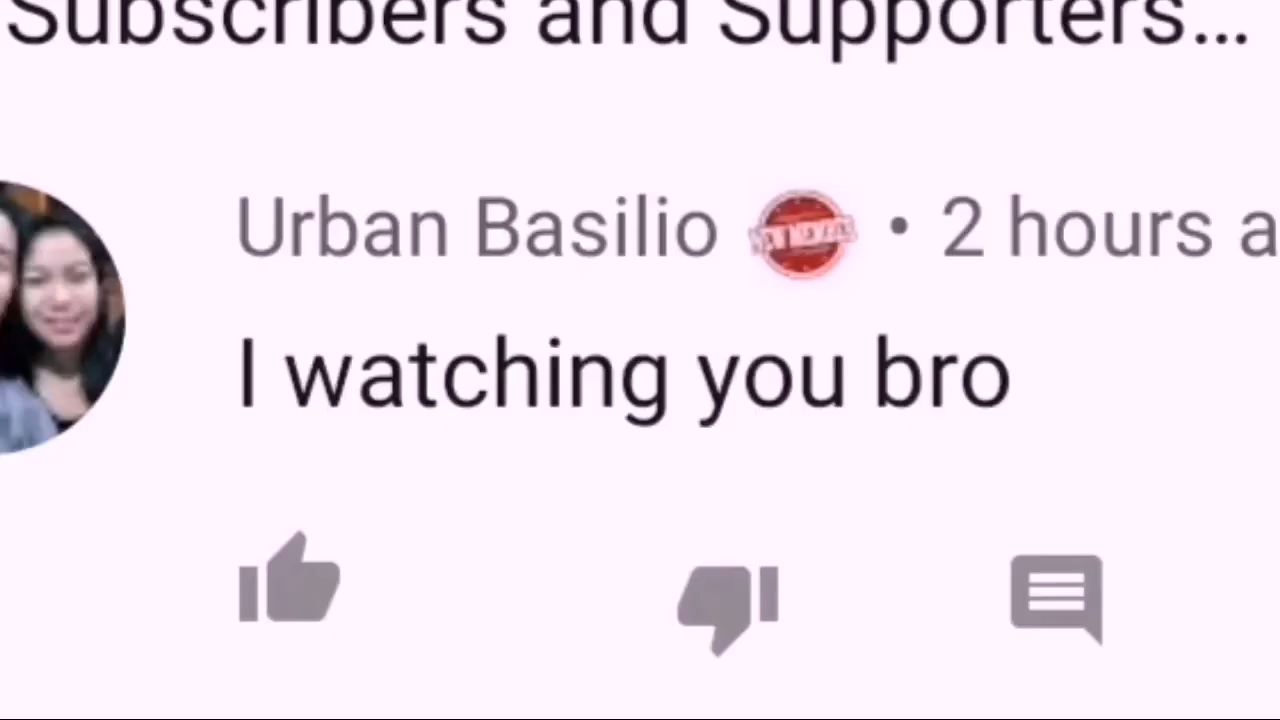 Subscribers and Supporters...
Urban Basilio • 2 hours a
I watching you bro